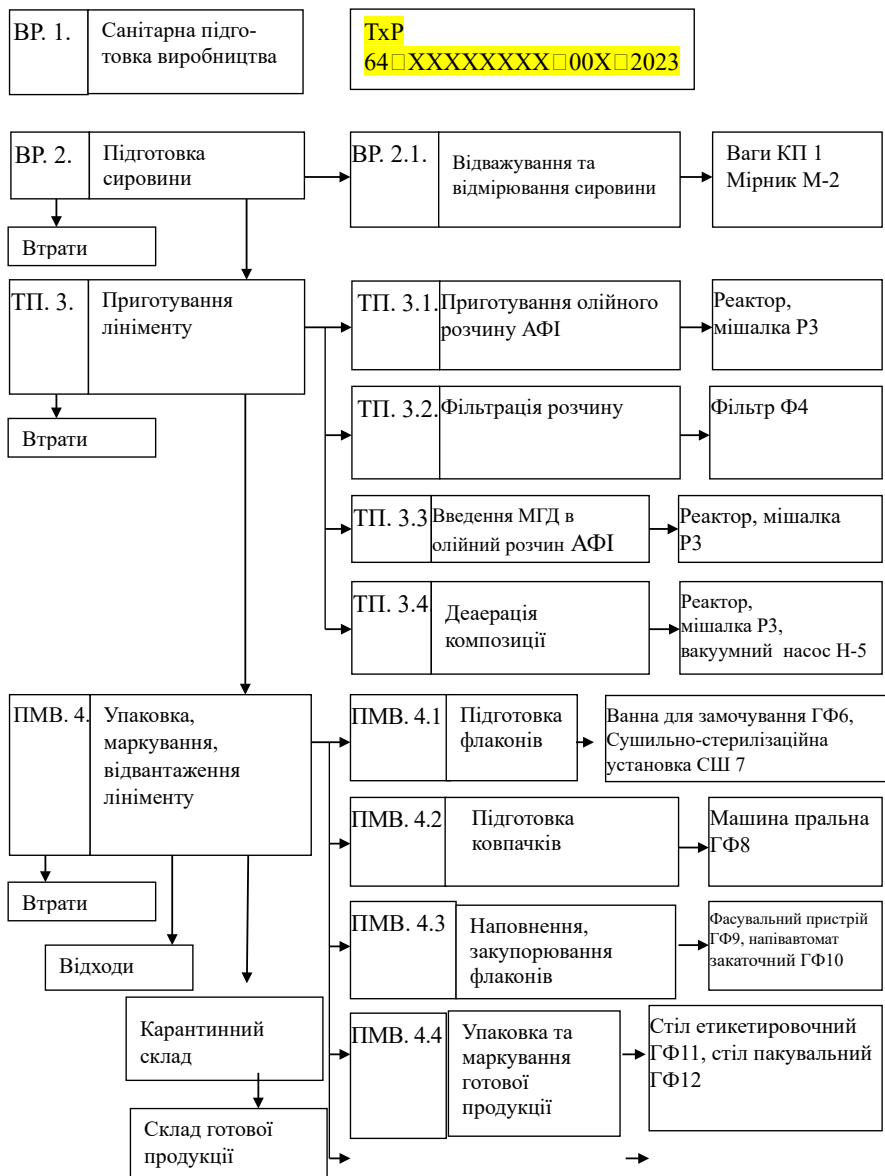 ВР. 1.
Санітарна підго-
товка виробництва
ТхР
64□ХХХХХХХХ□00Х□2023
ВР. 2.
Підготовка
сировини
ВР. 2.1.
Відважування та
відмірювання сировини
Ваги КП 1
Мірник М-2
Втрати
ТП. 3.
Приготування
лініменту
ТП. 3.1.
Приготування олійного
розчину АФІ
Реактор,
мішалка Р3
Втрати
ТП. 3.2.
Фільтрація розчину
Фільтр Ф4
ТП. 3.3
Введення МГД в
олійний розчин АФІ
Реактор, мішалка
Р3
ТП. 3.4
Деаерація
композиції
Реактор,
мішалка Р3,
вакуумний насос Н-5
ПМВ. 4.
Упаковка,
маркування,
відвантаження
лініменту
ПМВ. 4.1
Підготовка
флаконів
Ванна для замочування ГФ6,
Сушильно-стерилізаційна
установка СШ 7
ПМВ. 4.2
Підготовка
ковпачків
Машина пральна
ГФ8
Втрати
Відходи
ПМВ. 4.3
Наповнення,
закупорювання
флаконів
Фасувальний пристрій
ГФ9, напівавтомат
закаточний ГФ10
Карантинний
склад
ПМВ. 4.4
Упаковка та
маркування
готової
продукції
Стіл етикетировочний
ГФ11, стіл пакувальний
ГФ12
Склад готової
продукції